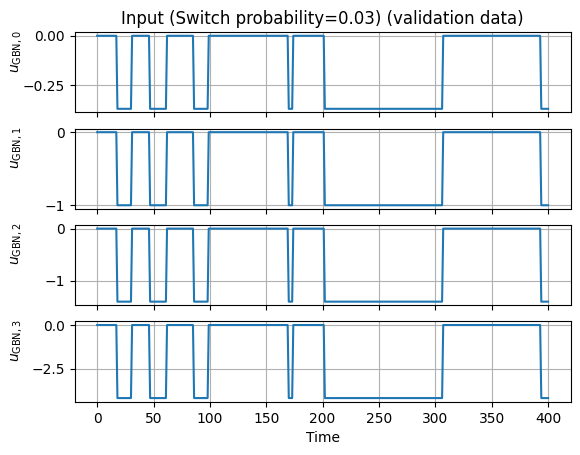 Input (Switch probability=0.03) (validation data)
0.00
−0.25
u_GBN,0
0
−1
u_GBN,1
0
−1
u_GBN,2
0.0
−2.5
u_GBN,3
0 50 100 150 200 250 300 350 400
Time